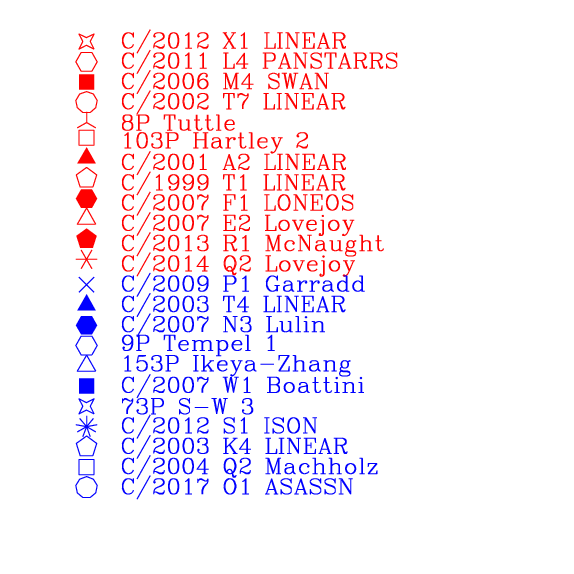 C/2012 X1 LINEAR
C/2011 L4 PANSTARRS
C/2006 M4 SWAN
C/2002 T7 LINEAR
8P Tuttle
103P Hartley 2
C/2001 A2 LINEAR
C/1999 T1 LINEAR
C/2007 F1 LONEOS
C/2007 E2 Lovejoy
C/2013 R1 McNaught
C/2014 Q2 Lovejoy
C/2009 P1 Garradd
C/2003 T4 LINEAR
C/2007 N3 Lulin
9P Tempel 1
153P Ikeya-Zhang
C/2007 W1 Boattini
73P S-W 3
C/2012 S1 ISON
C/2003 K4 LINEAR
C/2004 Q2 Machholz
C/2017 O1 ASASSN